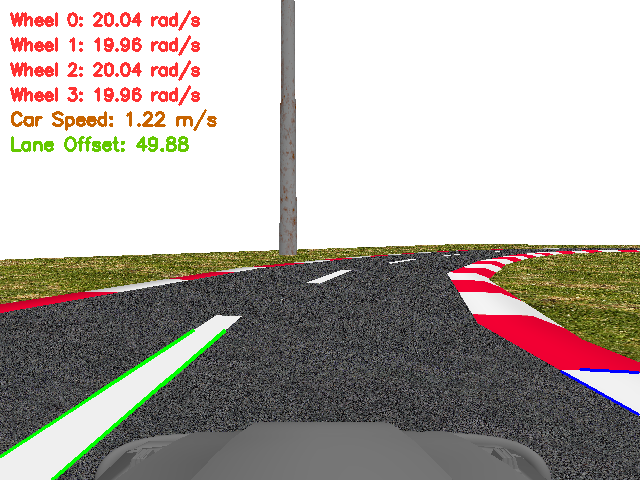 Wheel 0: 20.04 rad/s
Wheel 1: 19.96 rad/s
Wheel 2: 20.04 rad/s
Wheel 3: 19.96 rad/s
Car Speed: 1.22 m/s
Lane Offset: 49.88